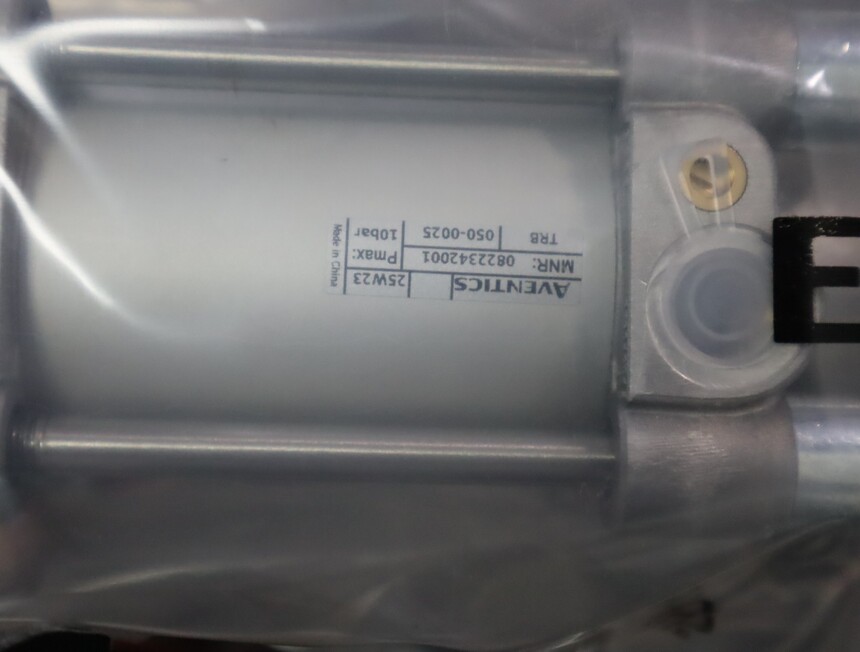 AVENTICS 25W23
MNR: 0822342001 Pmax:
TRB 050-0025 10bar
Made in China
E